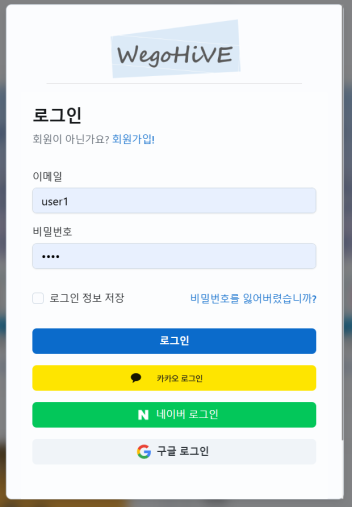 WegoHiVE
로그인
회원이 아닌가요? 회원가입!
이메일
user1
비밀번호
••••
로그인 정보 저장 비밀번호를 잃어버렸습니까?
로그인
카카오 로그인
네이버 로그인
구글 로그인